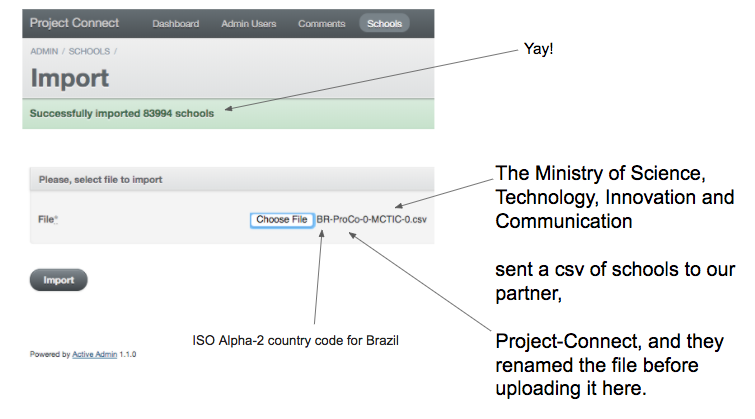 Project Connect Dashboard Admin Users Comments Schools
ADMIN / SCHOOLS /
Import
Successfully imported 83994 schools
Yay!
Please, select file to import
File*
Choose File BR-ProCo-0-MCTIC-0.csv
Import
Powered by Active Admin 1.1.0
ISO Alpha-2 country code for Brazil
The Ministry of Science,
Technology, Innovation and
Communication
sent a csv of schools to our
partner,
Project-Connect, and they
renamed the file before
uploading it here.